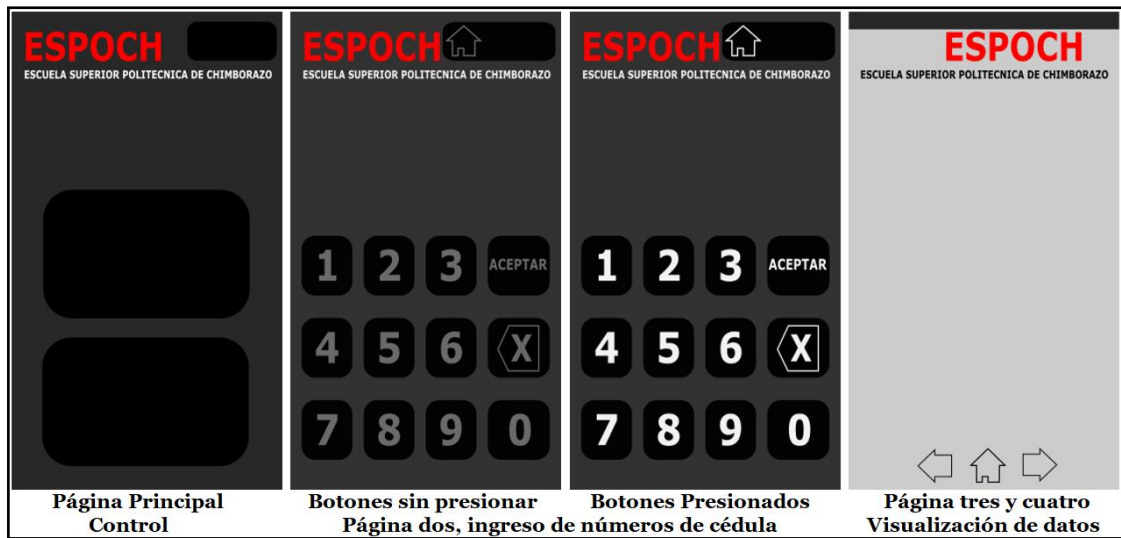 ESPOCH
ESCUELA SUPERIOR POLITECNICA DE CHIMBORAZO
ESPOCH
ESCUELA SUPERIOR POLITECNICA DE CHIMBORAZO
1 2 3 ACEPTAR
4 5 6 X
7 8 9 0
ESPOCH
ESCUELA SUPERIOR POLITECNICA DE CHIMBORAZO
1 2 3 ACEPTAR
4 5 6 X
7 8 9 0
ESPOCH
ESCUELA SUPERIOR POLITECNICA DE CHIMBORAZO
Página Principal
Control
Botones sin presionar
Botones Presionados
Página dos, ingreso de números de cédula
Página tres y cuatro
Visualización de datos